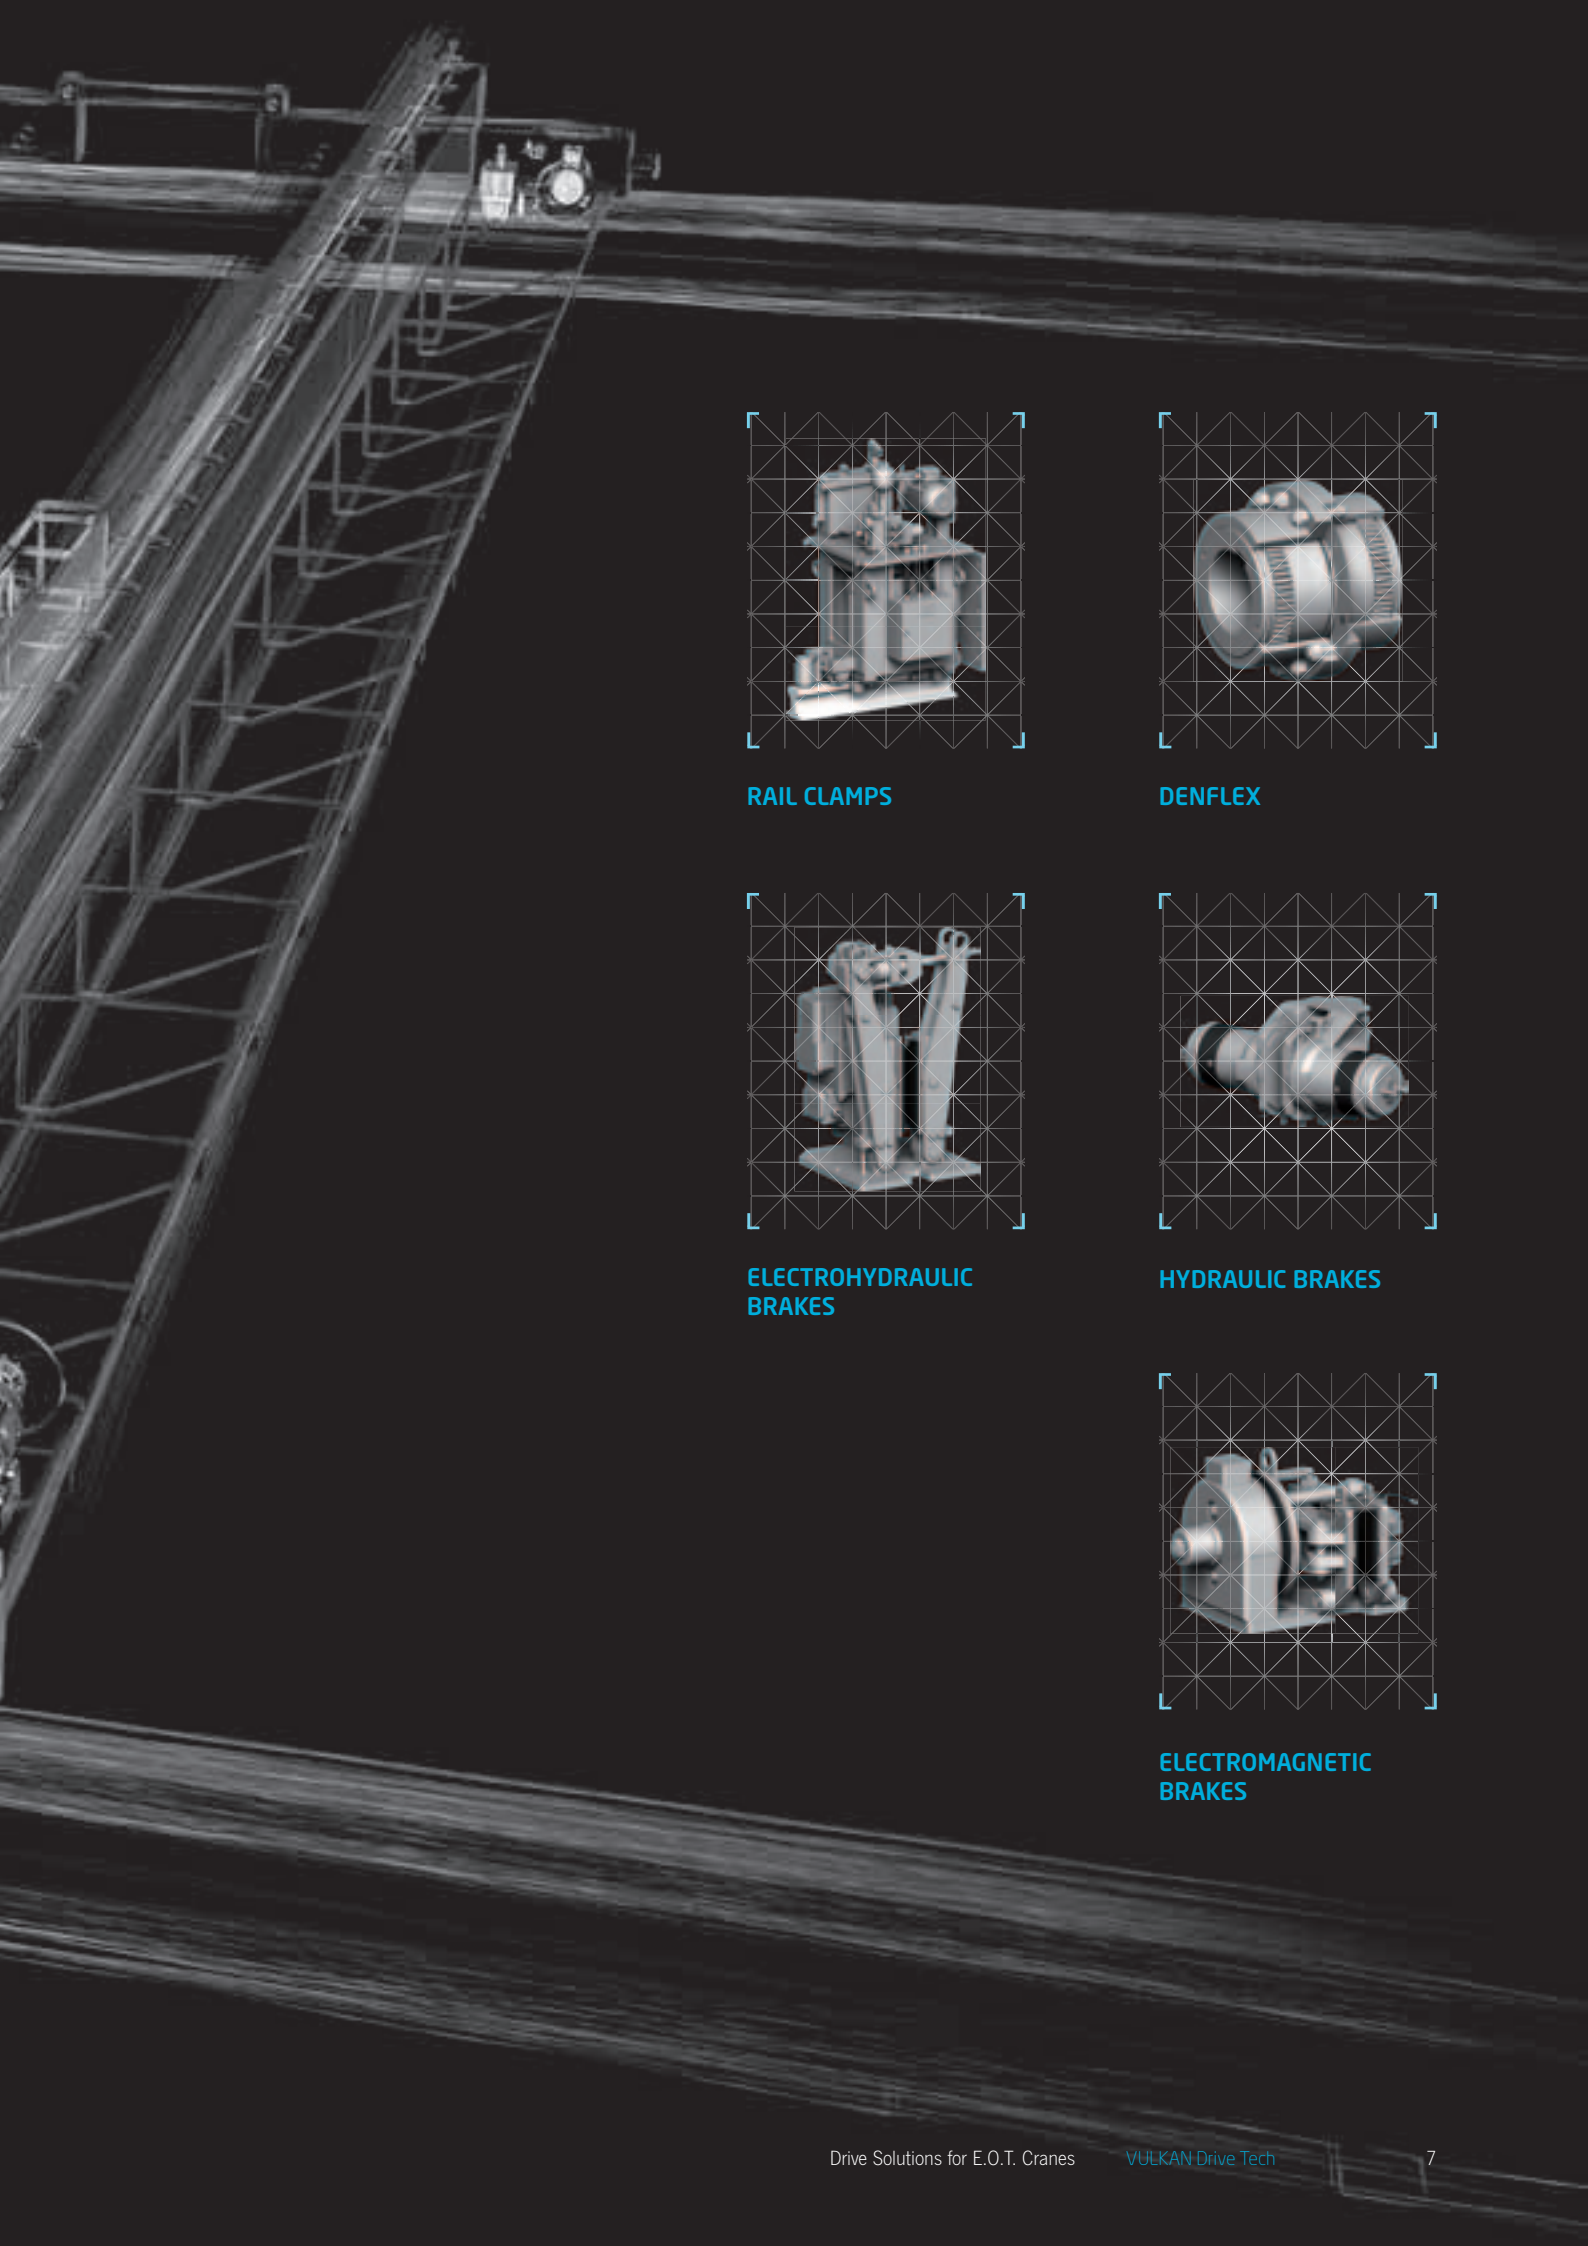 RAIL CLAMPS
DENFLEX
ELECTROHYDRAULIC
BRAKES
HYDRAULIC BRAKES
ELECTROMAGNETIC
BRAKES
Drive Solutions for E.O.T. Cranes VULKAN Drive Tech 7